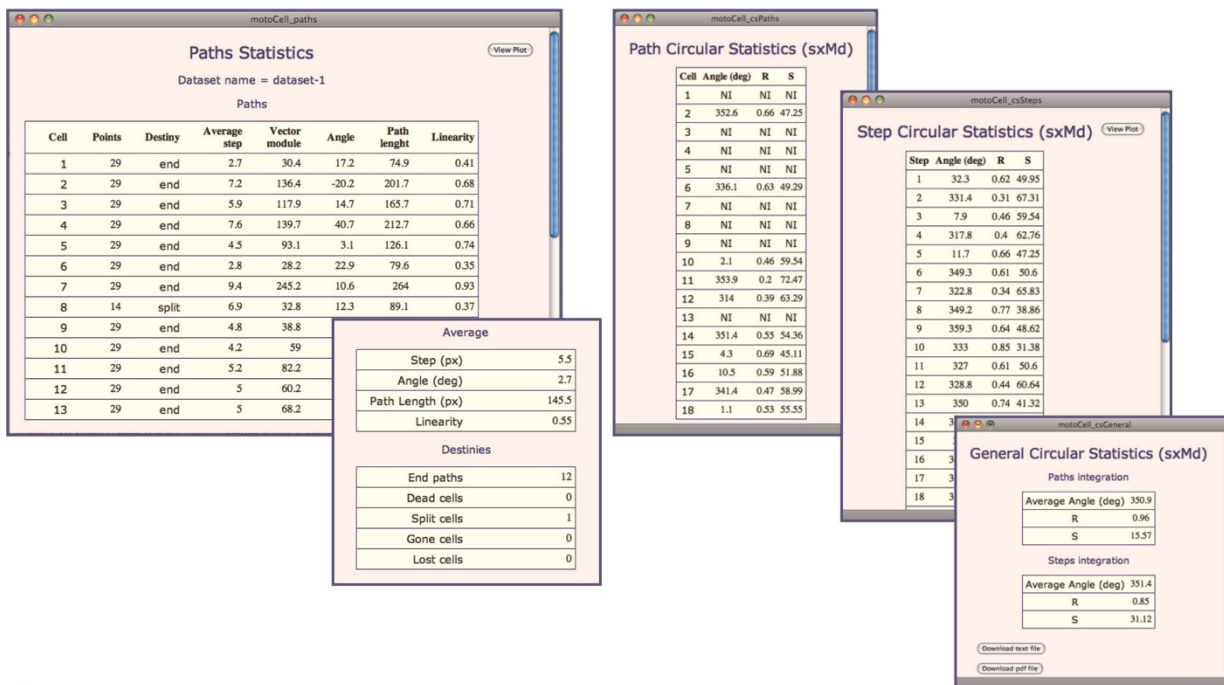 motoCell_paths
Paths Statistics
View Plot
Dataset name = dataset-1
Paths
Cell Points Destiny Average step Vector module Angle Path lenght Linearity
1 29 end 2.7 30.4 17.2 74.9 0.41
2 29 end 7.2 136.4 -20.2 201.7 0.68
3 29 end 5.9 117.9 14.7 165.7 0.71
4 29 end 7.6 139.7 40.7 212.7 0.66
5 29 end 4.5 93.1 3.1 126.1 0.74
6 29 end 2.8 28.2 22.9 79.6 0.35
7 29 end 9.4 245.2 10.6 264 0.93
8 14 split 6.9 32.8 12.3 89.1 0.37
9 29 end 4.8 38.8
10 29 end 4.2 59
11 29 end 5.2 82.2
12 29 end 5 60.2
13 29 end 5 68.2
Average
Step (px) 5.5
Angle (deg) 2.7
Path Length (px) 145.5
Linearity 0.55
Destinies
End paths 12
Dead cells 0
Split cells 1
Gone cells 0
Lost cells 0
motoCell_csPaths
Path Circular Statistics (sxMd)
Cell Angle (deg) R S
1 NI NI NI
2 352.6 0.66 47.25
3 NI NI NI
4 NI NI NI
5 NI NI NI
6 336.1 0.63 49.29
7 NI NI NI
8 NI NI NI
9 NI NI NI
10 2.1 0.46 59.54
11 353.9 0.2 72.47
12 314 0.39 63.29
13 NI NI NI
14 351.4 0.55 54.36
15 4.3 0.69 45.11
16 10.5 0.59 51.88
17 341.4 0.47 58.99
18 1.1 0.53 55.55
motoCell_csSteps
Step Circular Statistics (sxMd)
View Plot
Step Angle (deg) R S
1 32.3 0.62 49.95
2 331.4 0.31 67.31
3 7.9 0.46 59.54
4 317.8 0.4 62.76
5 11.7 0.66 47.25
6 349.3 0.61 50.6
7 322.8 0.34 65.83
8 349.2 0.77 38.86
9 359.3 0.64 48.62
10 333 0.85 31.38
11 327 0.61 50.6
12 328.8 0.44 60.64
13 350 0.74 41.32
14 3
15
16 3
17 3
18 3
motoCell_csGeneral
General Circular Statistics (sxMd)
Paths integration
Average Angle (deg) 350.9
R 0.96
S 15.57
Steps integration
Average Angle (deg) 351.4
R 0.85
S 31.12
Download text file
Download pdf file